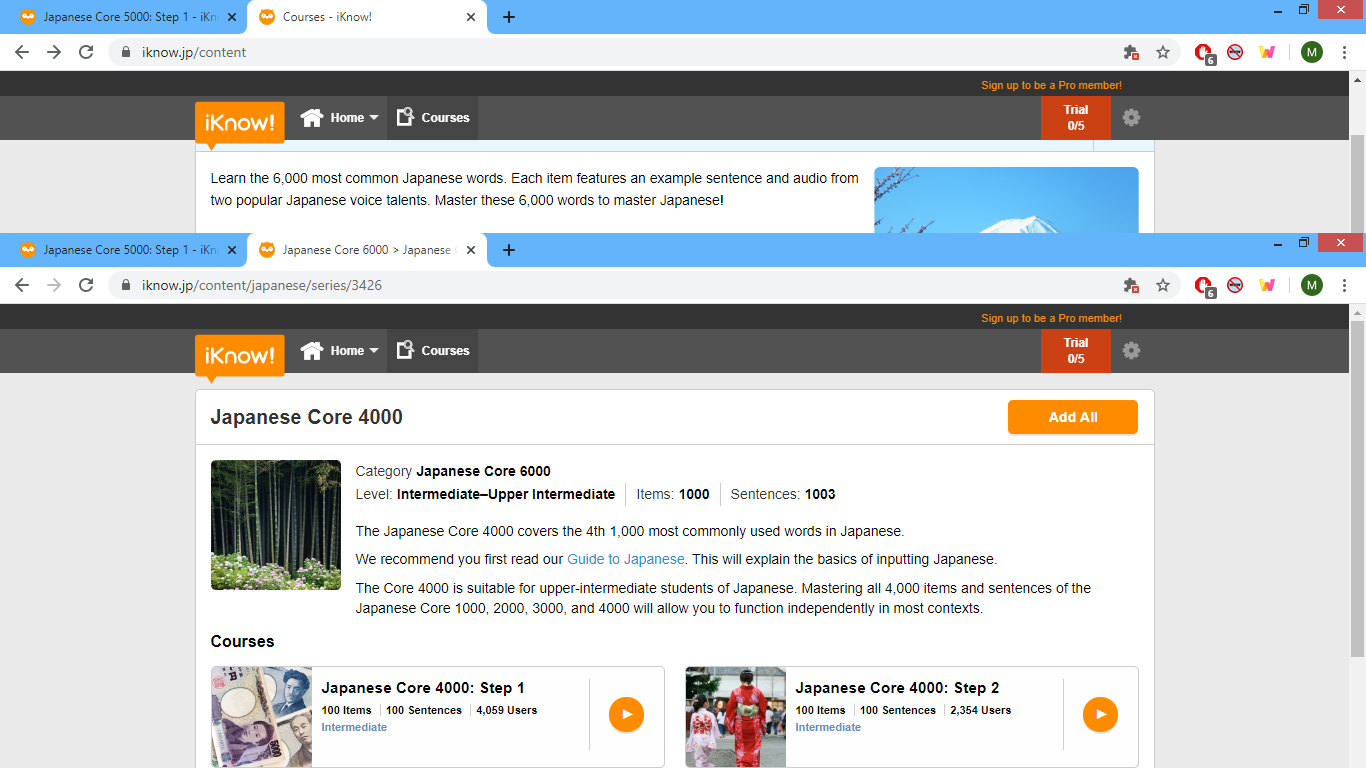 Japanese Core 5000: Step 1 - iKn
Courses - iKnow!
iknow.jp/content
6
M
Sign up to be a Pro member!
iKnow!
Home
Courses
Trial
0/5
Learn the 6,000 most common Japanese words. Each item features an example sentence and audio from
two popular Japanese voice talents. Master these 6,000 words to master Japanese!
Japanese Core 5000: Step 1 - iKn
Japanese Core 6000 > Japanese
iknow.jp/content/japanese/series/3426
6
M
Sign up to be a Pro member!
iKnow!
Home
Courses
Trial
0/5
Japanese Core 4000
Add All
Category Japanese Core 6000
Level: Intermediate–Upper Intermediate
Items: 1000
Sentences: 1003
The Japanese Core 4000 covers the 4th 1,000 most commonly used words in Japanese.
We recommend you first read our Guide to Japanese. This will explain the basics of inputting Japanese.
The Core 4000 is suitable for upper-intermediate students of Japanese. Mastering all 4,000 items and sentences of the
Japanese Core 1000, 2000, 3000, and 4000 will allow you to function independently in most contexts.
Courses
Japanese Core 4000: Step 1
100 Items
100 Sentences
4,059 Users
Intermediate
Japanese Core 4000: Step 2
100 Items
100 Sentences
2,354 Users
Intermediate